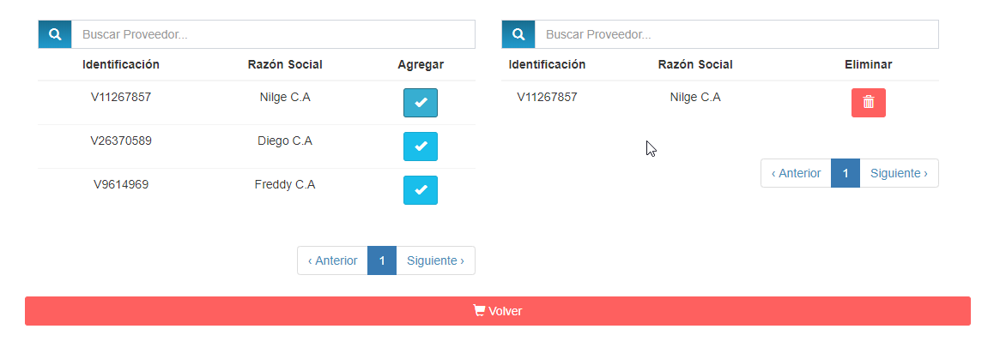 Buscar Proveedor...
Identificación Razón Social Agregar
V11267857 Nilge C.A
V26370589 Diego C.A
V9614969 Freddy C.A
‹ Anterior 1 Siguiente ›
Buscar Proveedor...
Identificación Razón Social Eliminar
V11267857 Nilge C.A
‹ Anterior 1 Siguiente ›
Volver